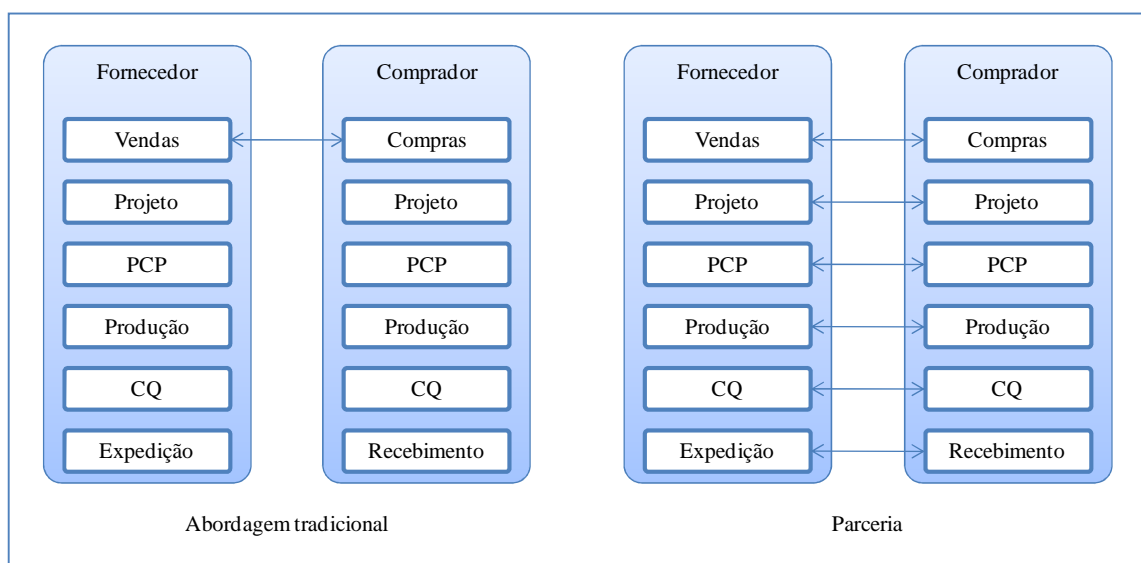 Fornecedor
Vendas
Projeto
PCP
Produção
CQ
Expedição
Comprador
Compras
Projeto
PCP
Produção
CQ
Recebimento
Abordagem tradicional
Fornecedor
Vendas
Projeto
PCP
Produção
CQ
Expedição
Comprador
Compras
Projeto
PCP
Produção
CQ
Recebimento
Parceria